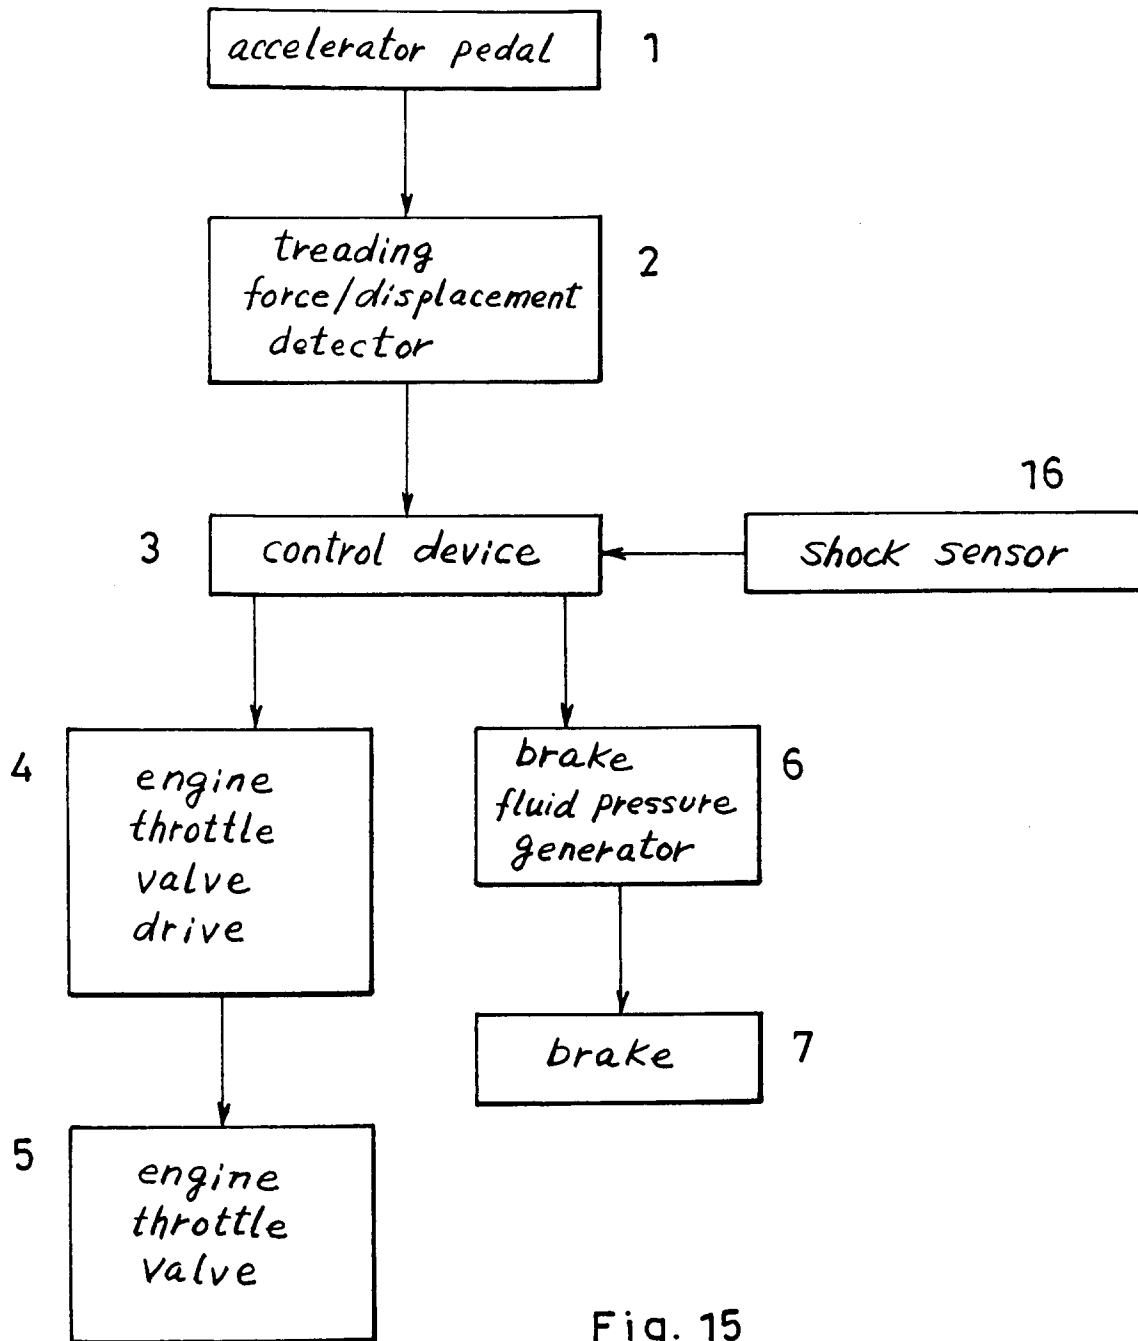 accelerator pedal
1
treading
force/displacement
detector
2
16
3
control device
shock sensor
4
engine
throttle
valve
drive
brake
fluid pressure
generator
6
brake
7
5
engine
throttle
valve
Fig. 15